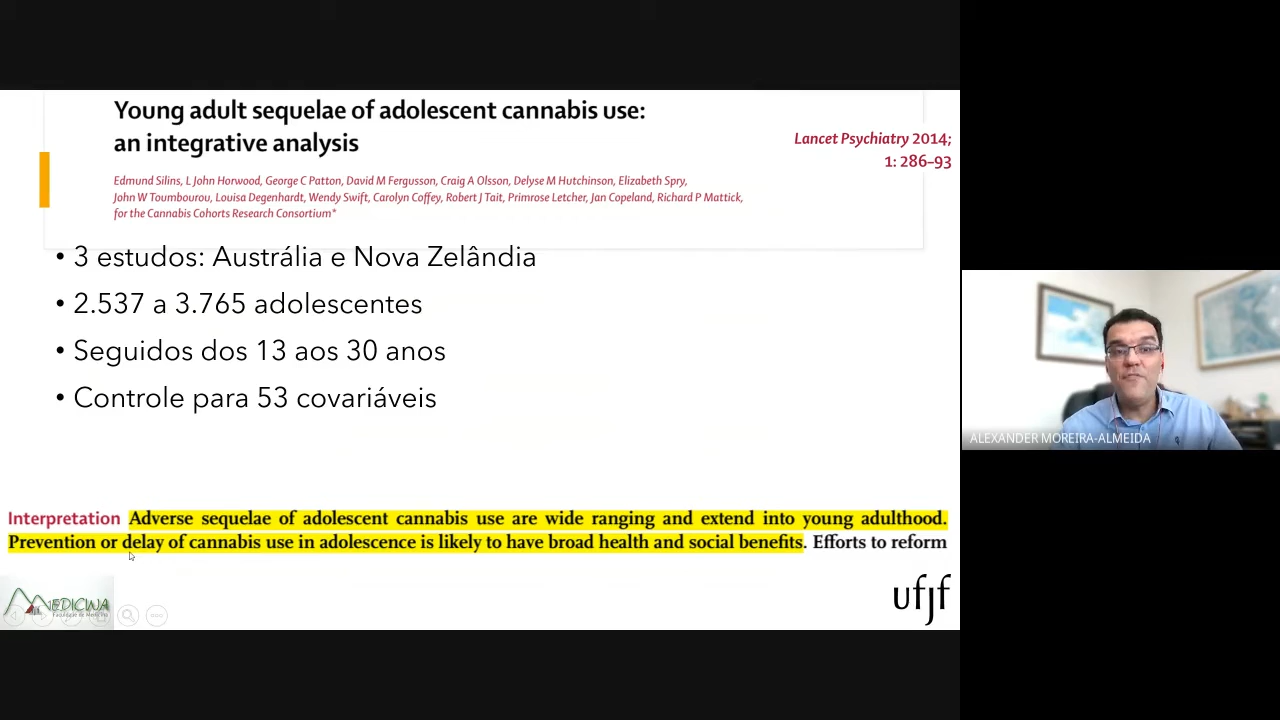 Young adult sequelae of adolescent cannabis use:
an integrative analysis
Lancet Psychiatry 2014;
1: 286–93
Edmund Silins, L John Horwood, George C Patton, David M Fergusson, Craig A Olsson, Delyse M Hutchinson, Elizabeth Spry,
John W Toumbourou, Louisa Degenhardt, Wendy Swift, Carolyn Coffey, Robert J Tait, Primrose Letcher, Jan Copeland, Richard P Mattick,
for the Cannabis Cohorts Research Consortium*
• 3 estudos: Austrália e Nova Zelândia
• 2.537 a 3.765 adolescentes
• Seguidos dos 13 aos 30 anos
• Controle para 53 covariáveis
ALEXANDER MOREIRA-ALMEIDA
Interpretation Adverse sequelae of adolescent cannabis use are wide ranging and extend into young adulthood.
Prevention or delay of cannabis use in adolescence is likely to have broad health and social benefits. Efforts to reform
MEDICINA
Faculdade de Medicina
ufjf